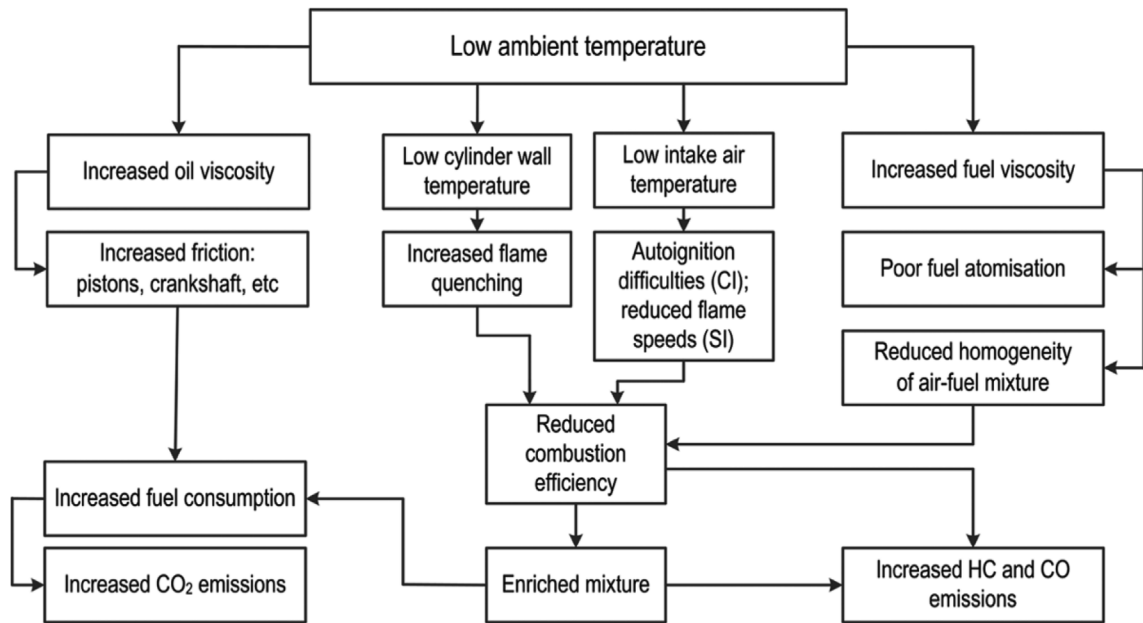 Low ambient temperature
Increased oil viscosity
Low cylinder wall
temperature
Low intake air
temperature
Increased fuel viscosity
Increased friction:
pistons, crankshaft, etc
Increased flame
quenching
Autoignition
difficulties (CI);
reduced flame
speeds (SI)
Poor fuel atomisation
Reduced homogeneity
of air-fuel mixture
Reduced
combustion
efficiency
Increased fuel consumption
Increased CO₂ emissions
Enriched mixture
Increased HC and CO
emissions